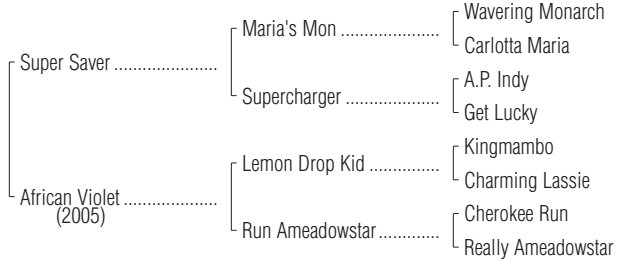 Wavering Monarch
Maria's Mon .....................
Carlotta Maria
Super Saver .....................
A.P. Indy
Supercharger ...................
Get Lucky
Kingmambo
Lemon Drop Kid ...............
Charming Lassie
African Violet .....................
(2005)
Cherokee Run
Run Ameadowstar .............
Really Ameadowstar